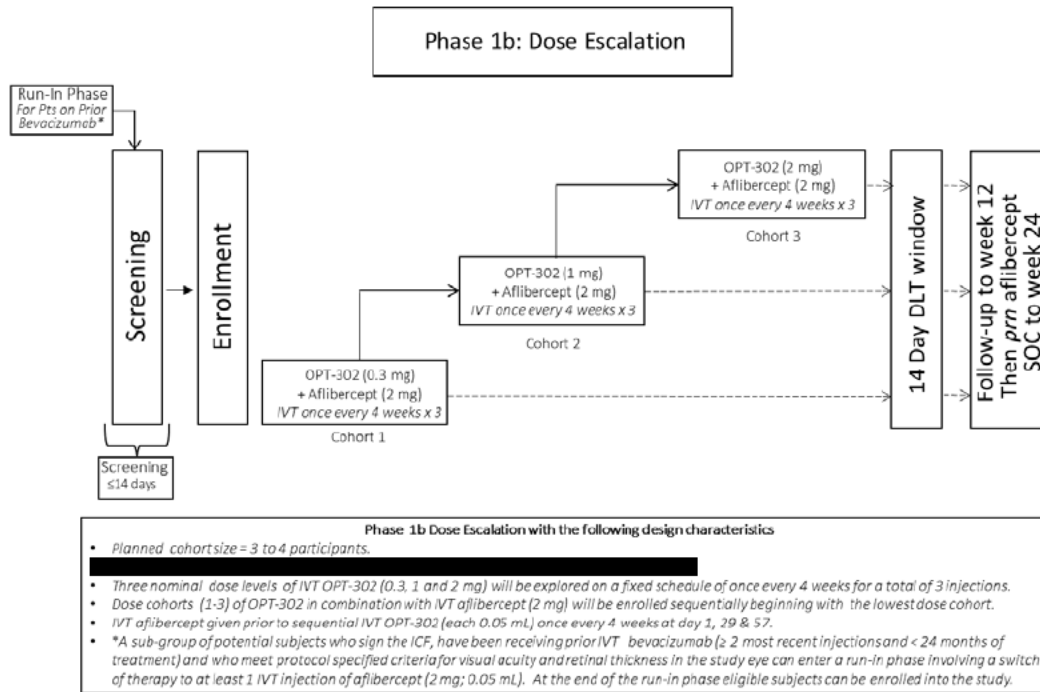 Phase 1b: Dose Escalation
Run-In Phase
For Pts on Prior
Bevacizumab*
Screening
Enrollment
OPT-302 (2 mg)
+ Aflibercept (2 mg)
IVT once every 4 weeks x 3
Cohort 3
OPT-302 (1 mg)
+ Aflibercept (2 mg)
IVT once every 4 weeks x 3
Cohort 2
OPT-302 (0.3 mg)
+ Aflibercept (2 mg)
IVT once every 4 weeks x 3
Cohort 1
14 Day DLT window
Follow-up to week 12
Then prn aflibercept
SOC to week 24
Screening
≤14 days
Phase 1b Dose Escalation with the following design characteristics
• Planned cohort size = 3 to 4 participants.
• Three nominal dose levels of IVT OPT-302 (0.3, 1 and 2 mg) will be explored on a fixed schedule of once every 4 weeks for a total of 3 injections.
• Dose cohorts (1-3) of OPT-302 in combination with IVT aflibercept (2 mg) will be enrolled sequentially beginning with the lowest dose cohort.
• IVT aflibercept given prior to sequential IVT OPT-302 (each 0.05 mL) once every 4 weeks at day 1, 29 & 57.
• *A sub-group of potential subjects who sign the ICF, have been receiving prior IVT bevacizumab (≥ 2 most recent injections and < 24 months of
treatment) and who meet protocol specified criteria for visual acuity and retinal thickness in the study eye can enter a run-in phase involving a switch
of therapy to at least 1 IVT injection of aflibercept (2 mg; 0.05 mL). At the end of the run-in phase eligible subjects can be enrolled into the study.